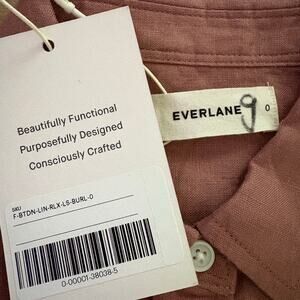 Beautifully Functional
Purposefully Designed
Consciously Crafted
SKU
F-BTDN-LIN-RLX-LS-BURL-0
0-00001-38038-5
EVERLANE 9 0